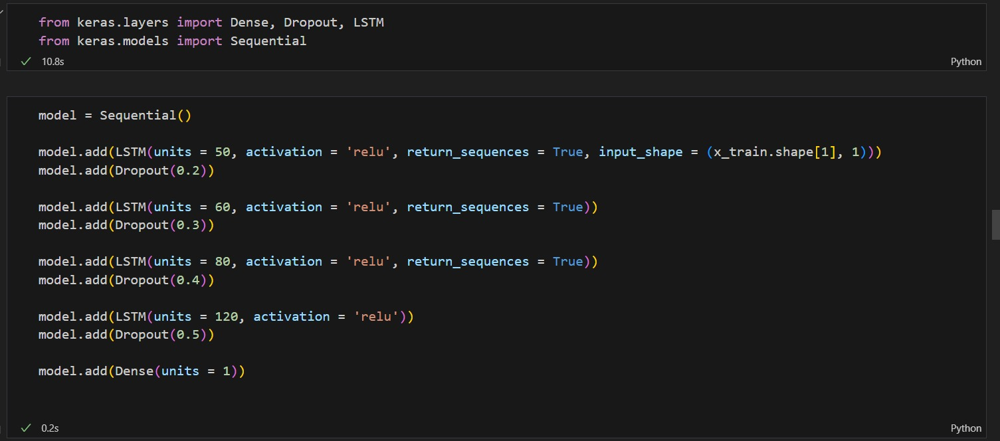 from keras.layers import Dense, Dropout, LSTM
from keras.models import Sequential
10.8s
Python
model = Sequential()
model.add(LSTM(units = 50, activation = 'relu', return_sequences = True, input_shape = (x_train.shape[1], 1)))
model.add(Dropout(0.2))
model.add(LSTM(units = 60, activation = 'relu', return_sequences = True))
model.add(Dropout(0.3))
model.add(LSTM(units = 80, activation = 'relu', return_sequences = True))
model.add(Dropout(0.4))
model.add(LSTM(units = 120, activation = 'relu'))
model.add(Dropout(0.5))
model.add(Dense(units = 1))
0.2s
Python